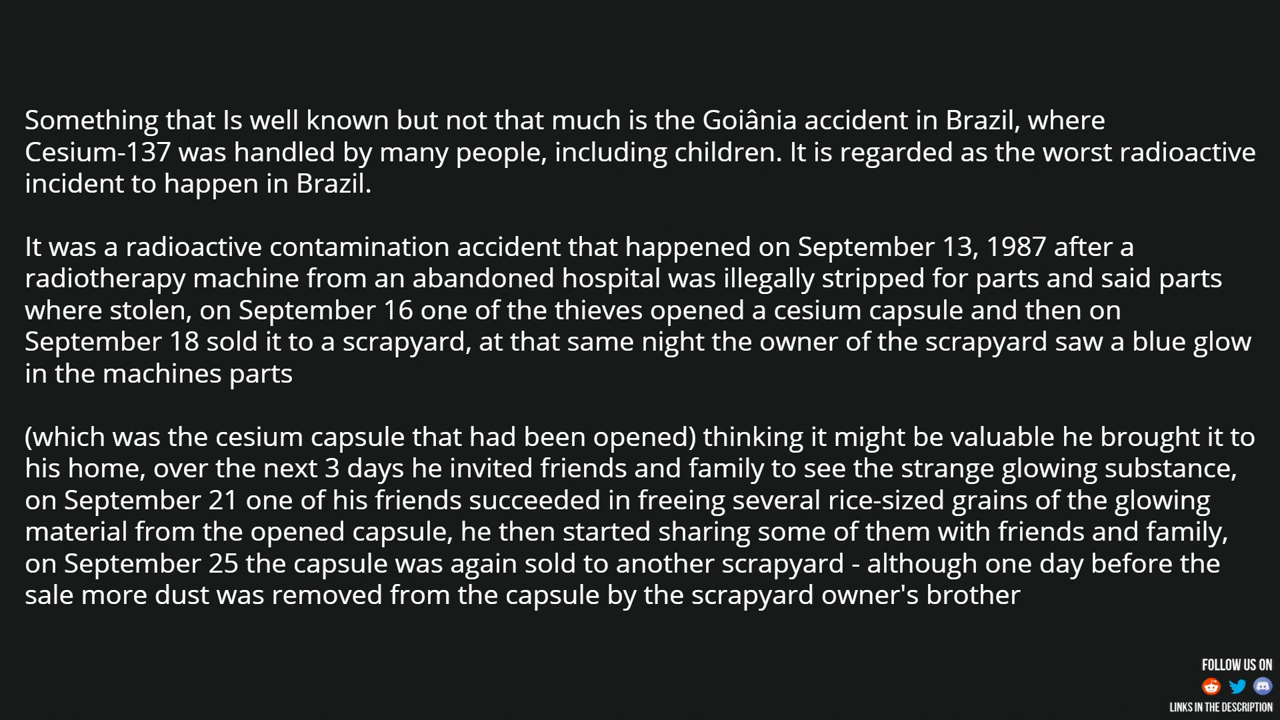 Something that Is well known but not that much is the Goiânia accident in Brazil, where
Cesium-137 was handled by many people, including children. It is regarded as the worst radioactive
incident to happen in Brazil.
It was a radioactive contamination accident that happened on September 13, 1987 after a
radiotherapy machine from an abandoned hospital was illegally stripped for parts and said parts
where stolen, on September 16 one of the thieves opened a cesium capsule and then on
September 18 sold it to a scrapyard, at that same night the owner of the scrapyard saw a blue glow
in the machines parts
(which was the cesium capsule that had been opened) thinking it might be valuable he brought it to
his home, over the next 3 days he invited friends and family to see the strange glowing substance,
on September 21 one of his friends succeeded in freeing several rice-sized grains of the glowing
material from the opened capsule, he then started sharing some of them with friends and family,
on September 25 the capsule was again sold to another scrapyard - although one day before the
sale more dust was removed from the capsule by the scrapyard owner's brother
FOLLOW US ON
LINKS IN THE DESCRIPTION